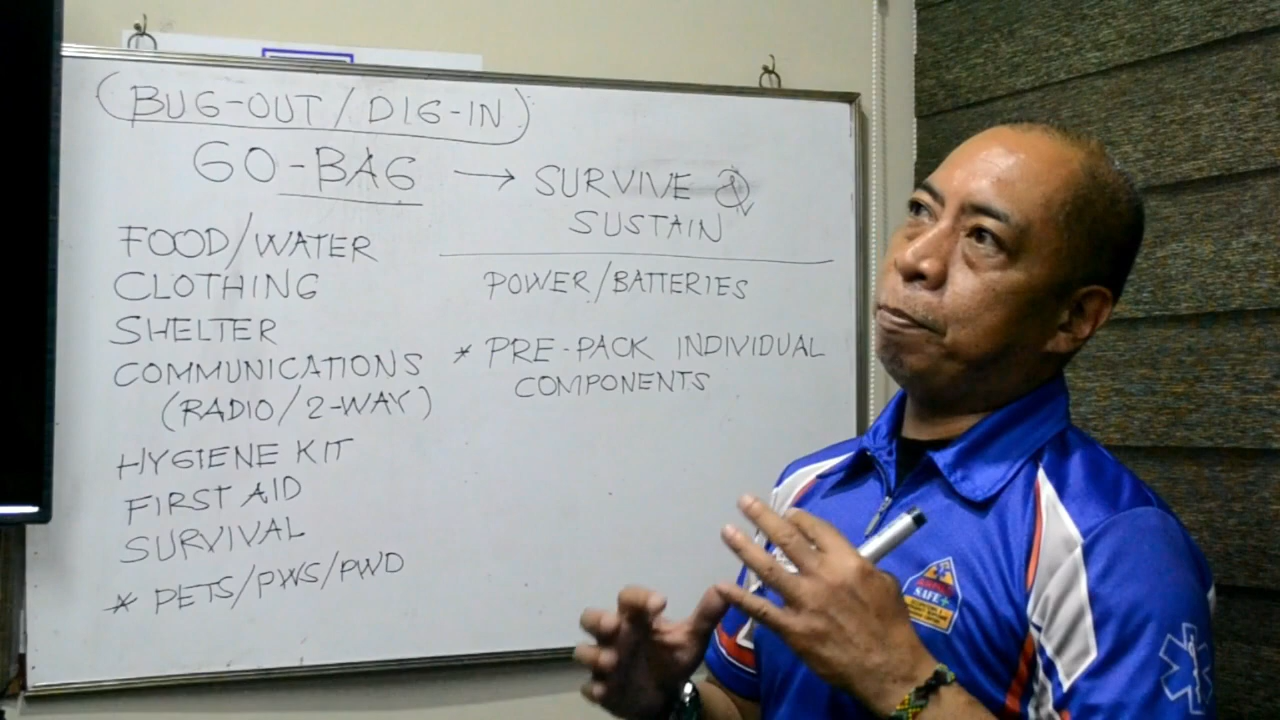 (BUG-OUT / DIG-IN)
GO-BAG → SURVIVE &
SUSTAIN
FOOD/WATER
CLOTHING
SHELTER
COMMUNICATIONS
(RADIO/2-WAY)
HYGIENE KIT
FIRST AID
SURVIVAL
* PETS/PWS/PWD
POWER/BATTERIES
* PRE-PACK INDIVIDUAL
COMPONENTS
SAFE+